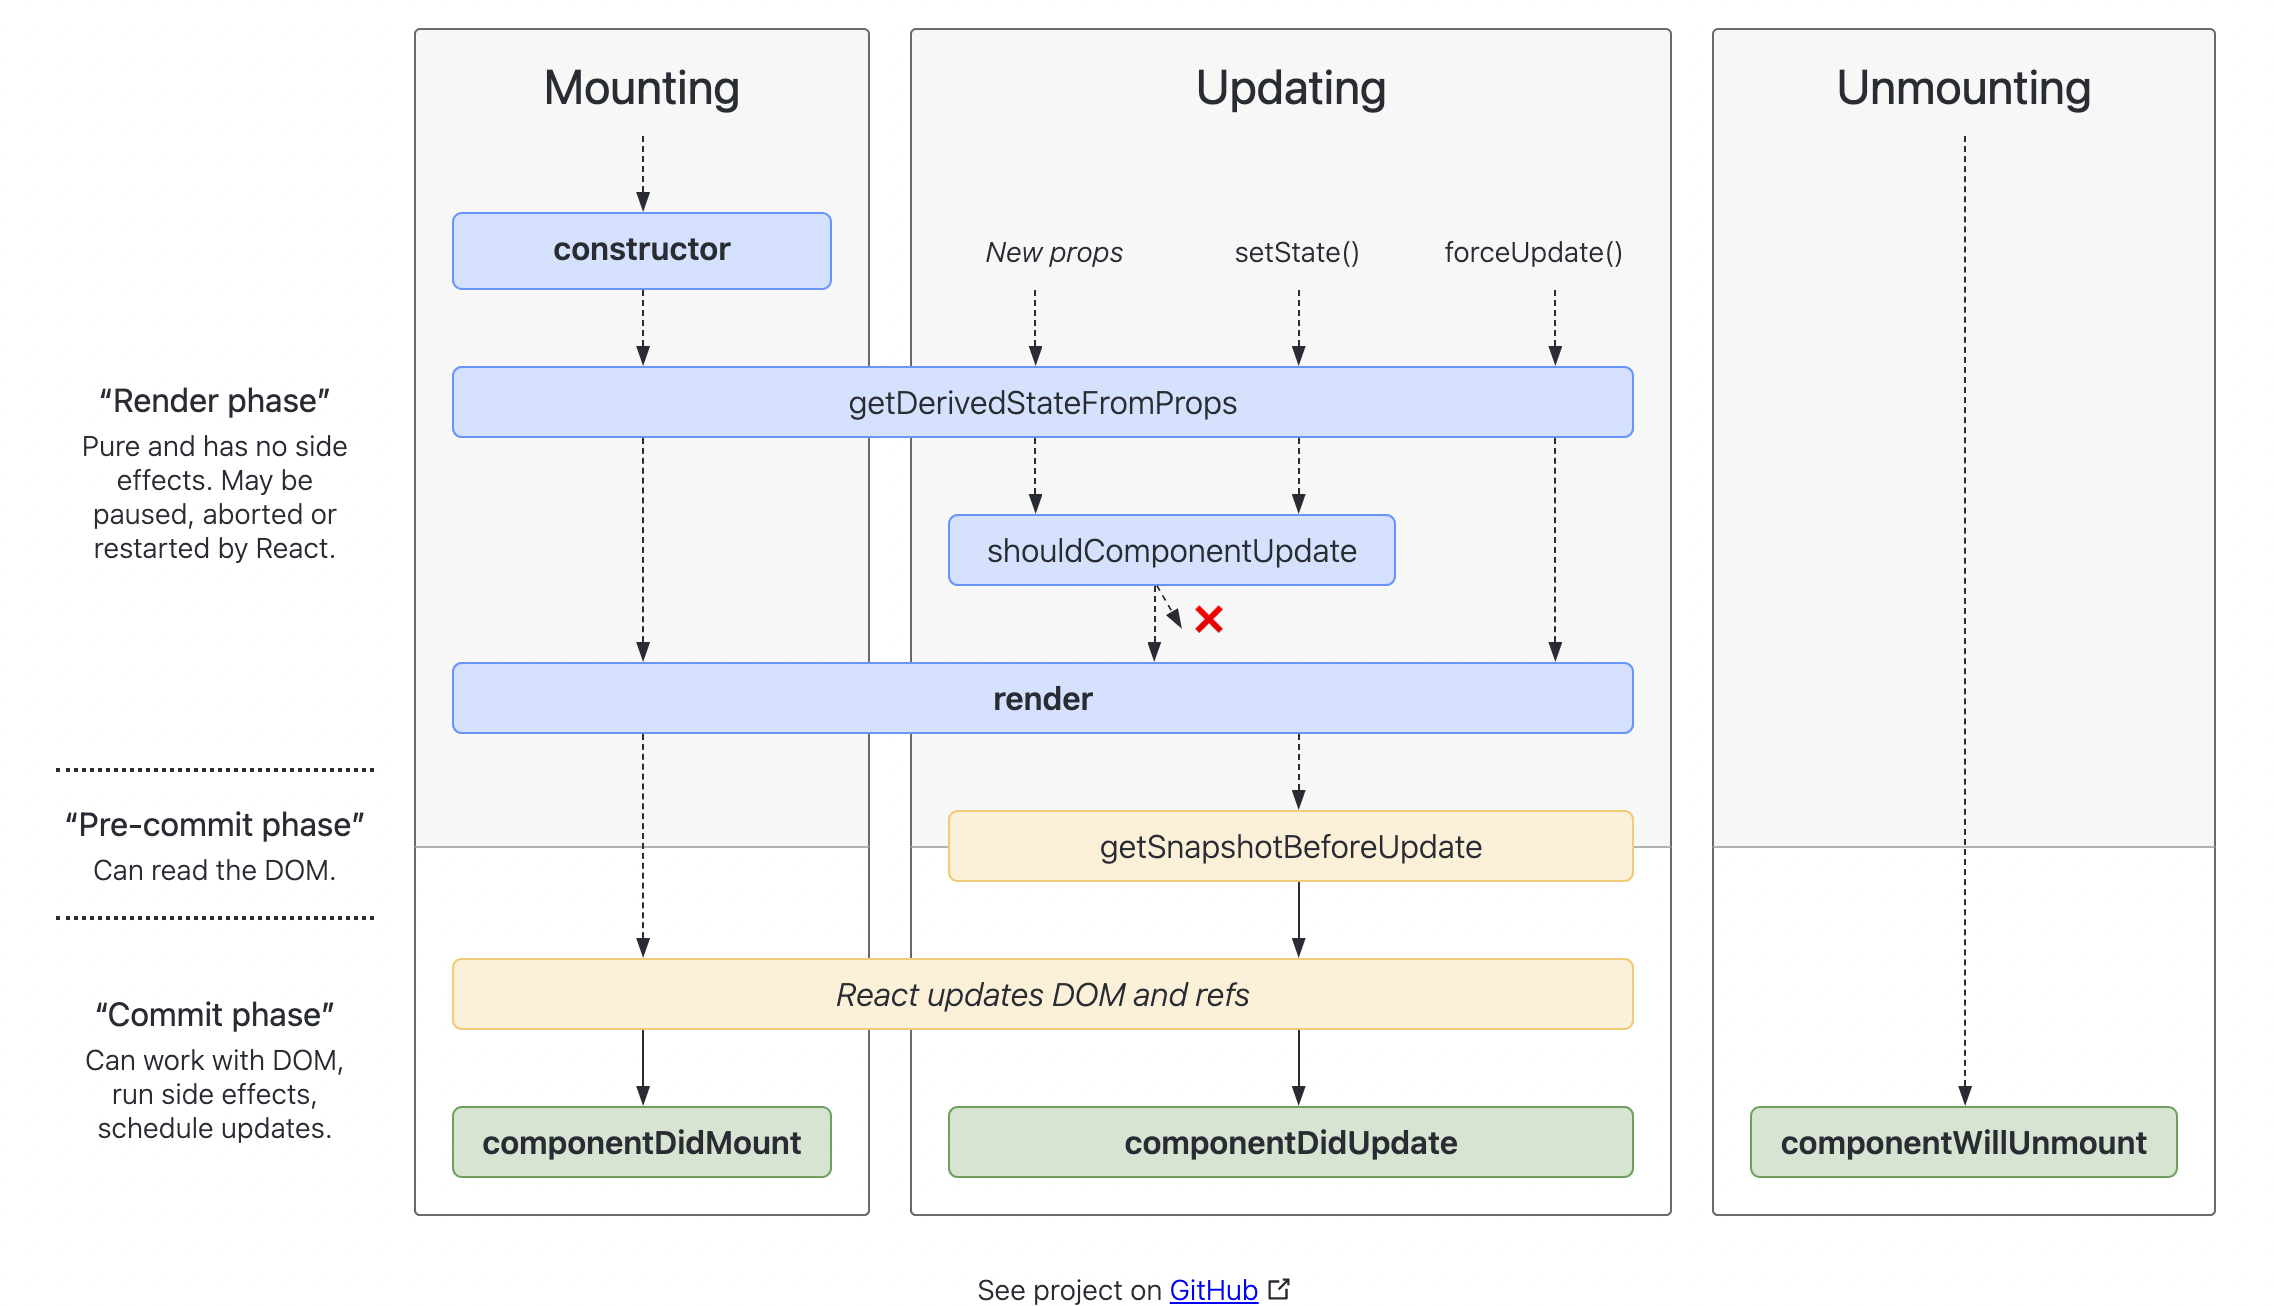 Mounting
Updating
Unmounting
constructor
New props
setState()
forceUpdate()
getDerivedStateFromProps
shouldComponentUpdate
render
getSnapshotBeforeUpdate
React updates DOM and refs
componentDidMount
componentDidUpdate
componentWillUnmount
“Render phase”
Pure and has no side
effects. May be
paused, aborted or
restarted by React.
“Pre-commit phase”
Can read the DOM.
“Commit phase”
Can work with DOM,
run side effects,
schedule updates.
See project on GitHub